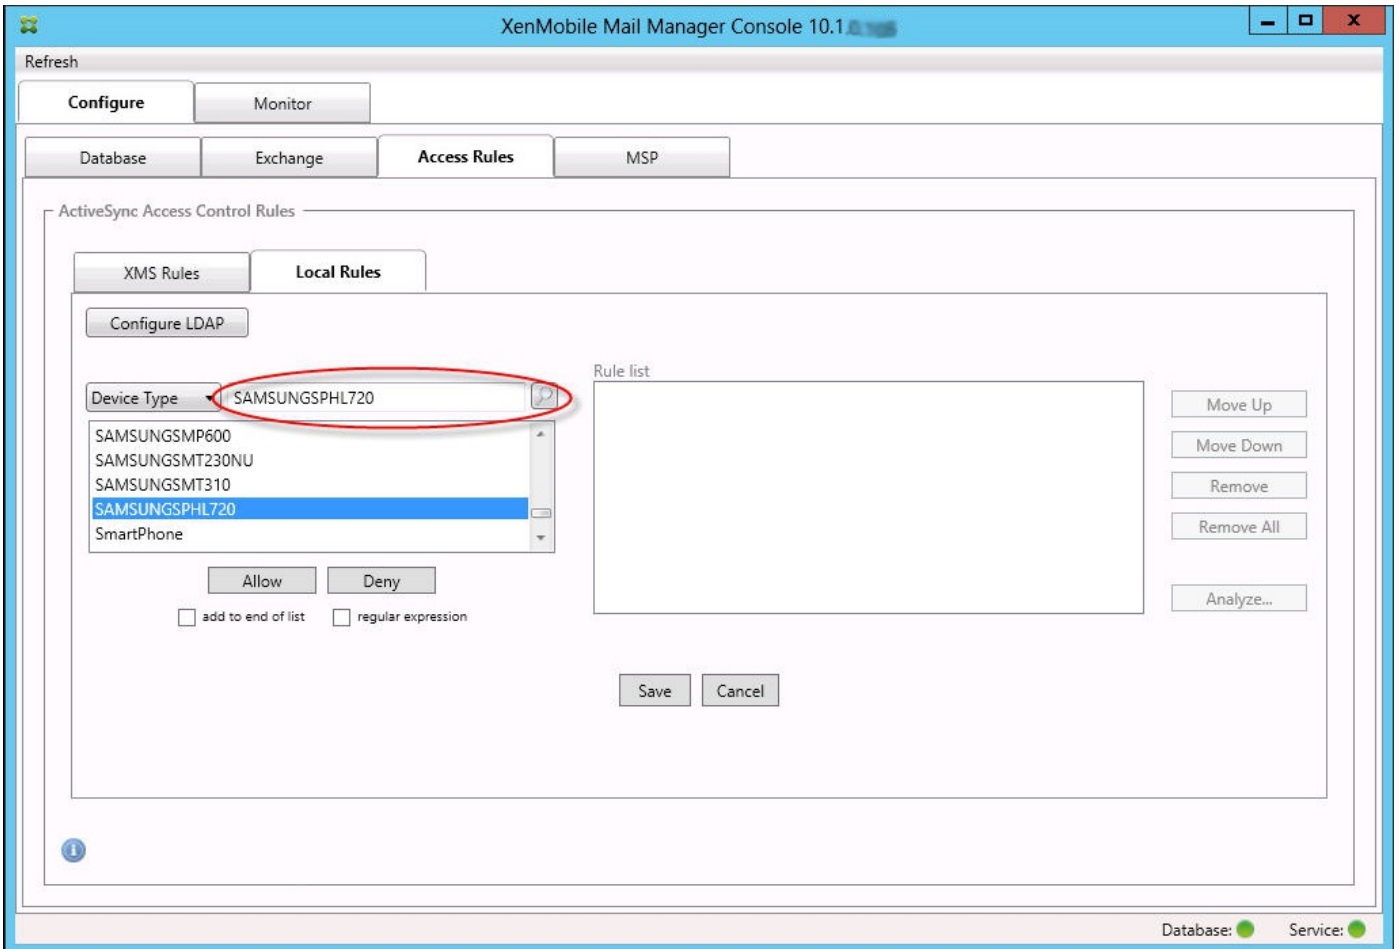 XenMobile Mail Manager Console 10.1
Refresh
Configure Monitor
Database Exchange Access Rules MSP
ActiveSync Access Control Rules
XMS Rules Local Rules
Configure LDAP
Rule list
Device Type SAMSUNGSPHL720
SAMSUNGSMP600
SAMSUNGSMT230NU
SAMSUNGSMT310
SAMSUNGSPHL720
SmartPhone
Allow Deny
add to end of list regular expression
Move Up
Move Down
Remove
Remove All
Analyze...
Save Cancel
Database: Service: